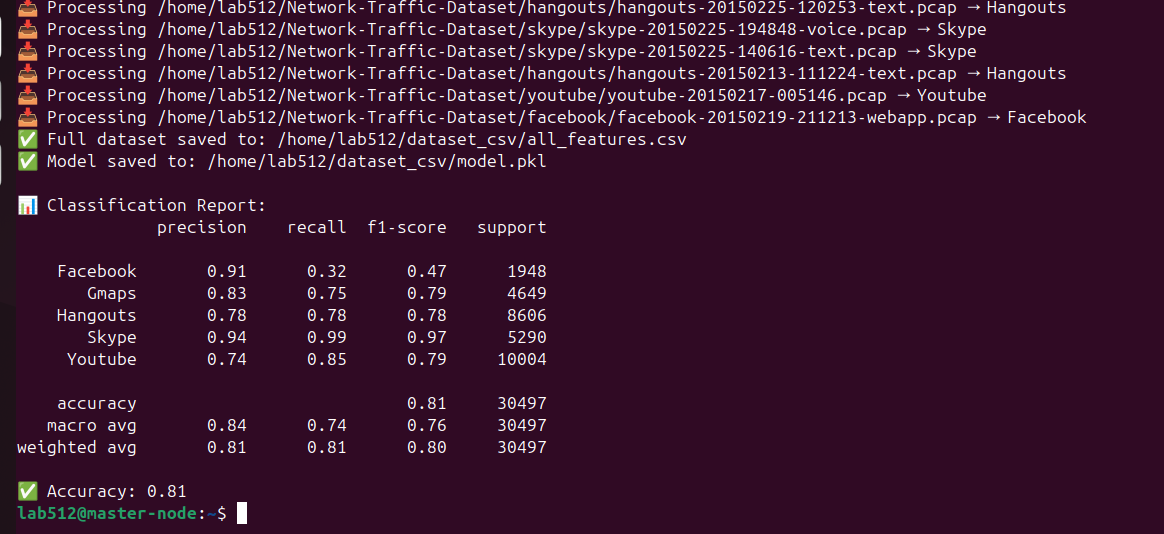 📥 Processing /home/lab512/Network-Traffic-Dataset/hangouts/hangouts-20150225-120253-text.pcap → Hangouts
📥 Processing /home/lab512/Network-Traffic-Dataset/skype/skype-20150225-194848-voice.pcap → Skype
📥 Processing /home/lab512/Network-Traffic-Dataset/skype/skype-20150225-140616-text.pcap → Skype
📥 Processing /home/lab512/Network-Traffic-Dataset/hangouts/hangouts-20150213-111224-text.pcap → Hangouts
📥 Processing /home/lab512/Network-Traffic-Dataset/youtube/youtube-20150217-005146.pcap → Youtube
📥 Processing /home/lab512/Network-Traffic-Dataset/facebook/facebook-20150219-211213-webapp.pcap → Facebook
✅ Full dataset saved to: /home/lab512/dataset_csv/all_features.csv
✅ Model saved to: /home/lab512/dataset_csv/model.pkl
📊 Classification Report:
precision recall f1-score support
Facebook 0.91 0.32 0.47 1948
Gmaps 0.83 0.75 0.79 4649
Hangouts 0.78 0.78 0.78 8606
Skype 0.94 0.99 0.97 5290
Youtube 0.74 0.85 0.79 10004
accuracy 0.81 30497
macro avg 0.84 0.74 0.76 30497
weighted avg 0.81 0.81 0.80 30497
✅ Accuracy: 0.81
lab512@master-node:~$